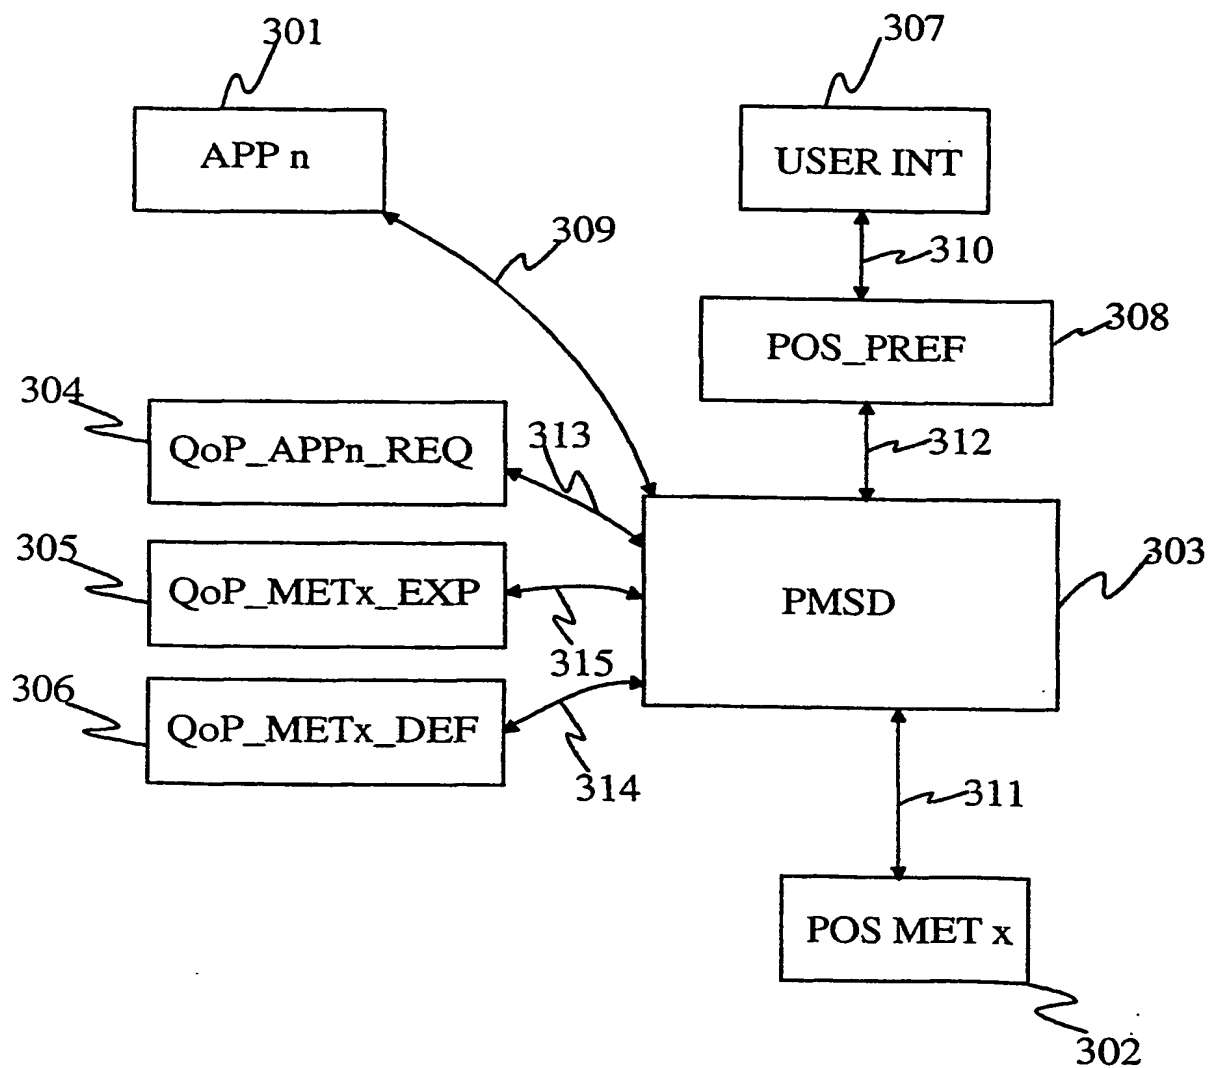 301
307
APP n
USER INT
309
310
308
POS_PREF
304
313
312
QoP_APPn_REQ
305
303
QoP_METx_EXP
PMSD
315
306
QoP_METx_DEF
314
311
POS MET x
302